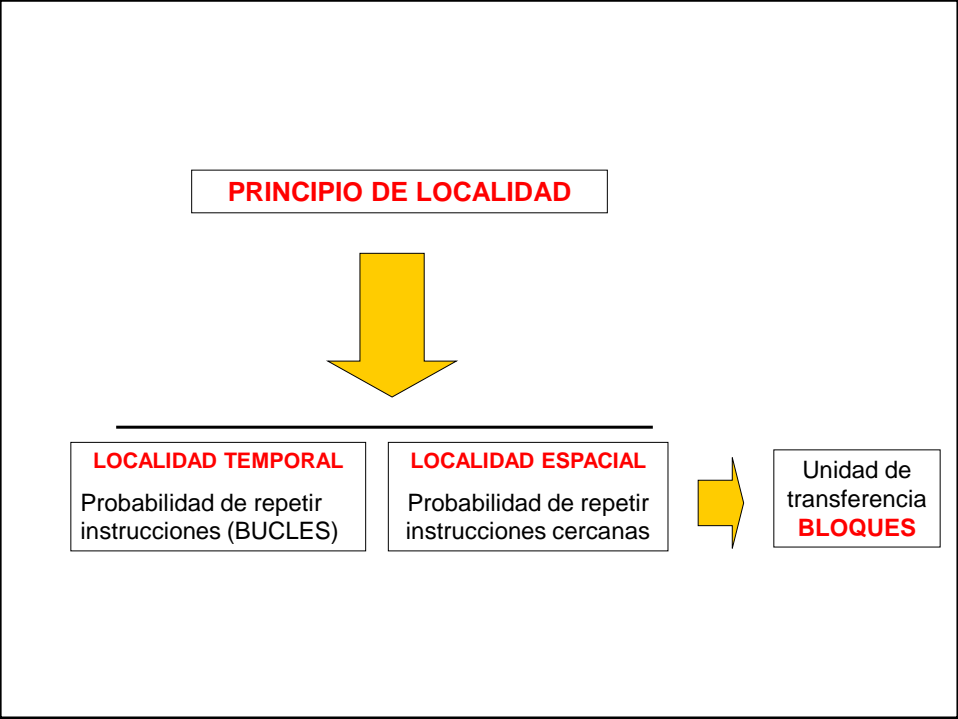 PRINCIPIO DE LOCALIDAD
LOCALIDAD TEMPORAL
Probabilidad de repetir
instrucciones (BUCLES)
LOCALIDAD ESPACIAL
Probabilidad de repetir
instrucciones cercanas
Unidad de
transferencia
BLOQUES